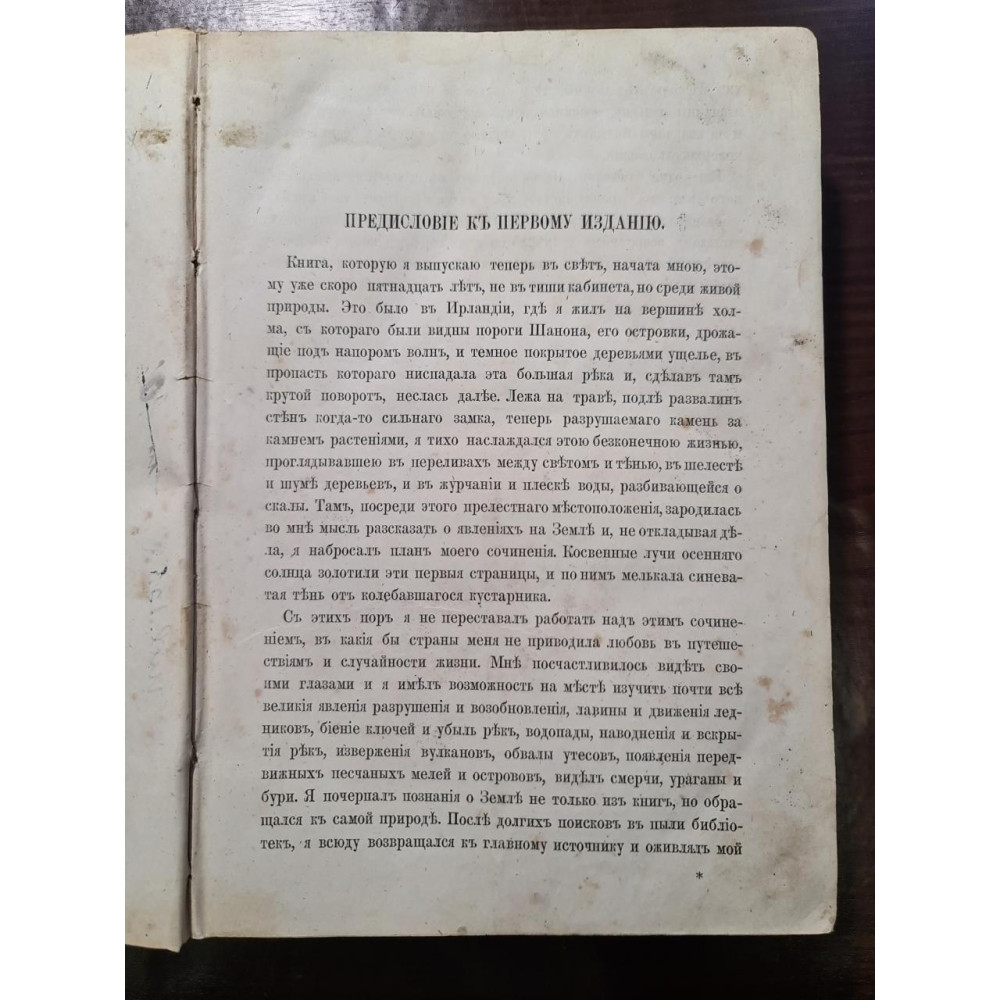 ПРЕДИСЛОВІЕ КЪ ПЕРВОМУ ИЗДАНІЮ.
Книга, которую я выпускаю теперь въ свѣтъ, начата мною, это-
му уже скоро пятнадцать лѣтъ, не въ тиши кабинета, но среди живой
природы. Это было въ Ирландіи, гдѣ я жилъ на вершинѣ хол-
ма, съ котораго были видны пороги Шанона, его островки, дрожа-
щіе подъ напоромъ волнъ, и темное покрытое деревьями ущелье, въ
пропасть котораго ниспадала эта большая рѣка и, сдѣлавъ тамъ
крутой поворотъ, неслась далѣе. Лежа на травѣ, подлѣ развалинъ
стѣнъ когда-то сильнаго замка, теперь разрушаемаго камень за
камнемъ растеніями, я тихо наслаждался этою безконечною жизнью,
проглядывавшею въ переливахъ между свѣтомъ и тѣнью, въ шелестѣ
и шумѣ деревьевъ, и въ журчаніи и плескѣ воды, разбивающейся о
скалы. Тамъ, посреди этого прелестнаго мѣстоположенія, зародилась
во мнѣ мысль разсказать о явленіяхъ на Землѣ и, не откладывая дѣ-
ла, я набросалъ планъ моего сочиненія. Косвенные лучи осенняго
солнца золотили эти первыя страницы, и по нимъ мелькала синева-
тая тѣнь отъ колебавшагося кустарника.
Съ этихъ поръ я не переставалъ работать надъ этимъ сочине-
ніемъ, въ какія бы страны меня не приводила любовь въ путеше-
ствіямъ и случайности жизни. Мнѣ посчастливилось видѣть сво-
ими глазами и я имѣлъ возможность на мѣстѣ изучить почти всѣ
великія явленія разрушенія и возобновленія, лавины и движенія лед-
никовъ, біеніе ключей и убыль рѣкъ, водопады, наводненія и вскры-
тія рѣкъ, изверженія вулкановъ, обвалы утесовъ, появленія перед-
вижныхъ песчаныхъ мелей и острововъ, видѣлъ смерчи, ураганы и
бури. Я почерпалъ познанія о Землѣ не только изъ книгъ, но обра-
щался къ самой природѣ. Послѣ долгихъ поисковъ въ пыли библіо-
текъ, я всюду возвращался къ главному источнику и оживлялъ мой
*